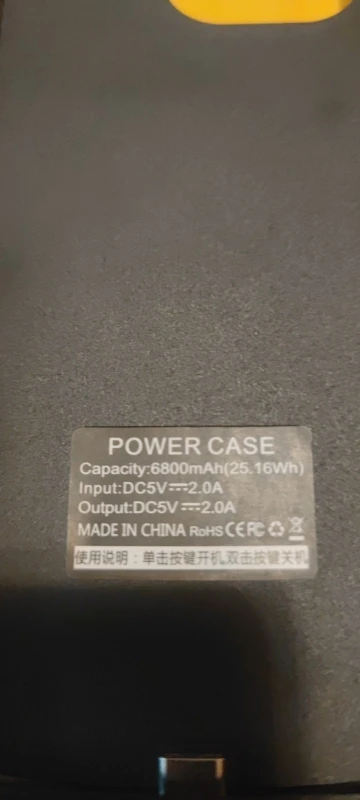 POWER CASE
Capacity:6800mAh(25.16Wh)
Input:DC5V⎓2.0A
Output:DC5V⎓2.0A
MADE IN CHINA RoHS CE FC
使用说明：单击按键开机,双击按键关机